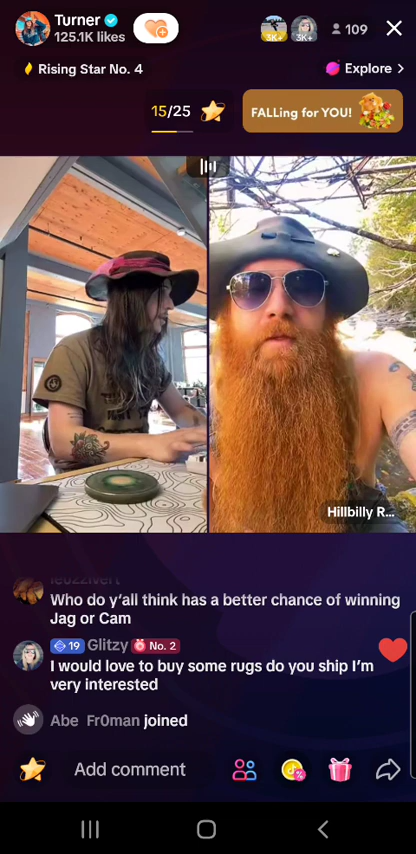 Turner
125.1K likes
3K+
3K+
109
Rising Star No. 4
Explore >
15/25
FALLing for YOU!
Hillbilly R...
Who do y'all think has a better chance of winning
Jag or Cam
19 Glitzy No. 2
I would love to buy some rugs do you ship I'm
very interested
Abe Fr0man joined
Add comment